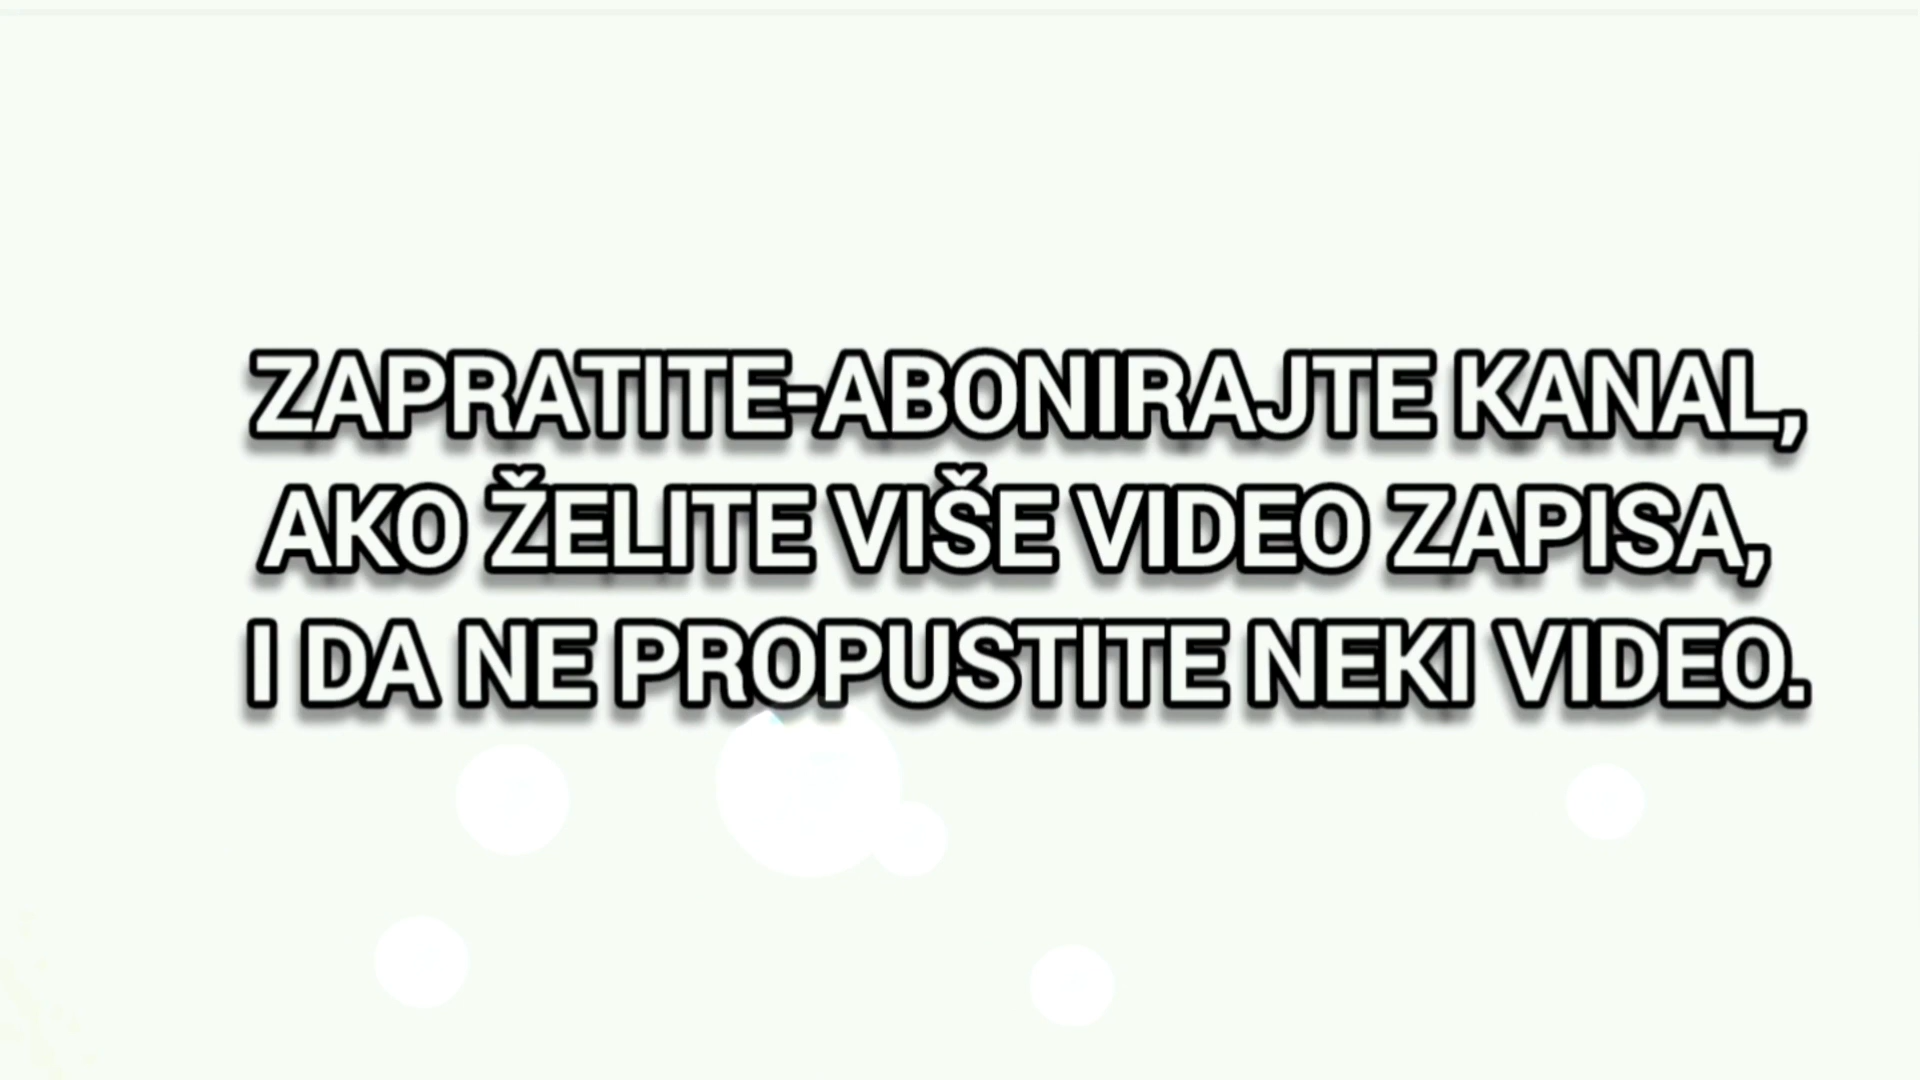 ZAPRATITE-ABONIRAJTE KANAL,
AKO ŽELITE VIŠE VIDEO ZAPISA,
I DA NE PROPUSTITE NEKI VIDEO.